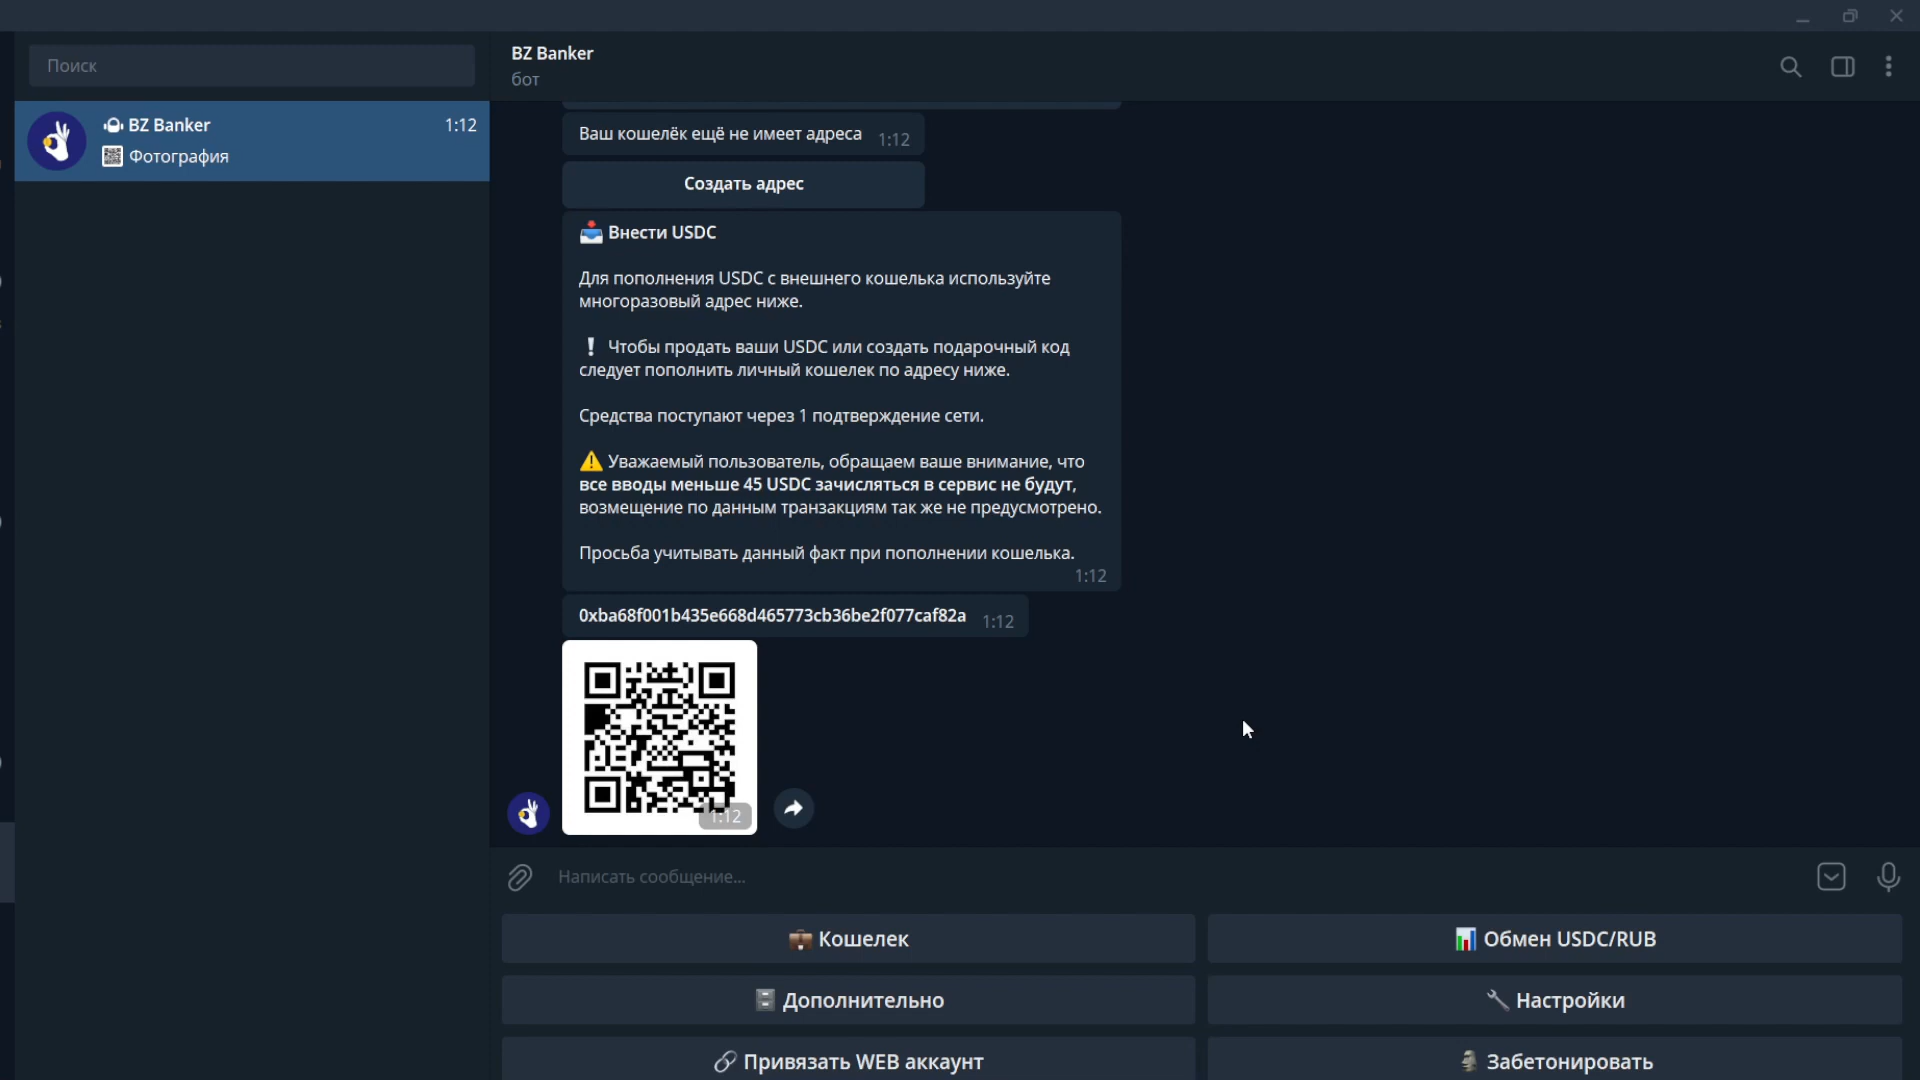 Поиск
BZ Banker
1:12
Фотография
BZ Banker
бот
Ваш кошелёк ещё не имеет адреса 1:12
Создать адрес
Внести USDC
Для пополнения USDC с внешнего кошелька используйте
многоразовый адрес ниже.
❗ Чтобы продать ваши USDC или создать подарочный код
следует пополнить личный кошелек по адресу ниже.
Средства поступают через 1 подтверждение сети.
⚠️ Уважаемый пользователь, обращаем ваше внимание, что
все вводы меньше 45 USDC зачисляться в сервис не будут,
возмещение по данным транзакциям так же не предусмотрено.
Просьба учитывать данный факт при пополнении кошелька.
1:12
0xba68f001b435e668d465773cb36be2f077caf82a 1:12
1:12
Написать сообщение...
Кошелек
Обмен USDC/RUB
Дополнительно
Настройки
Привязать WEB аккаунт
Забетонировать